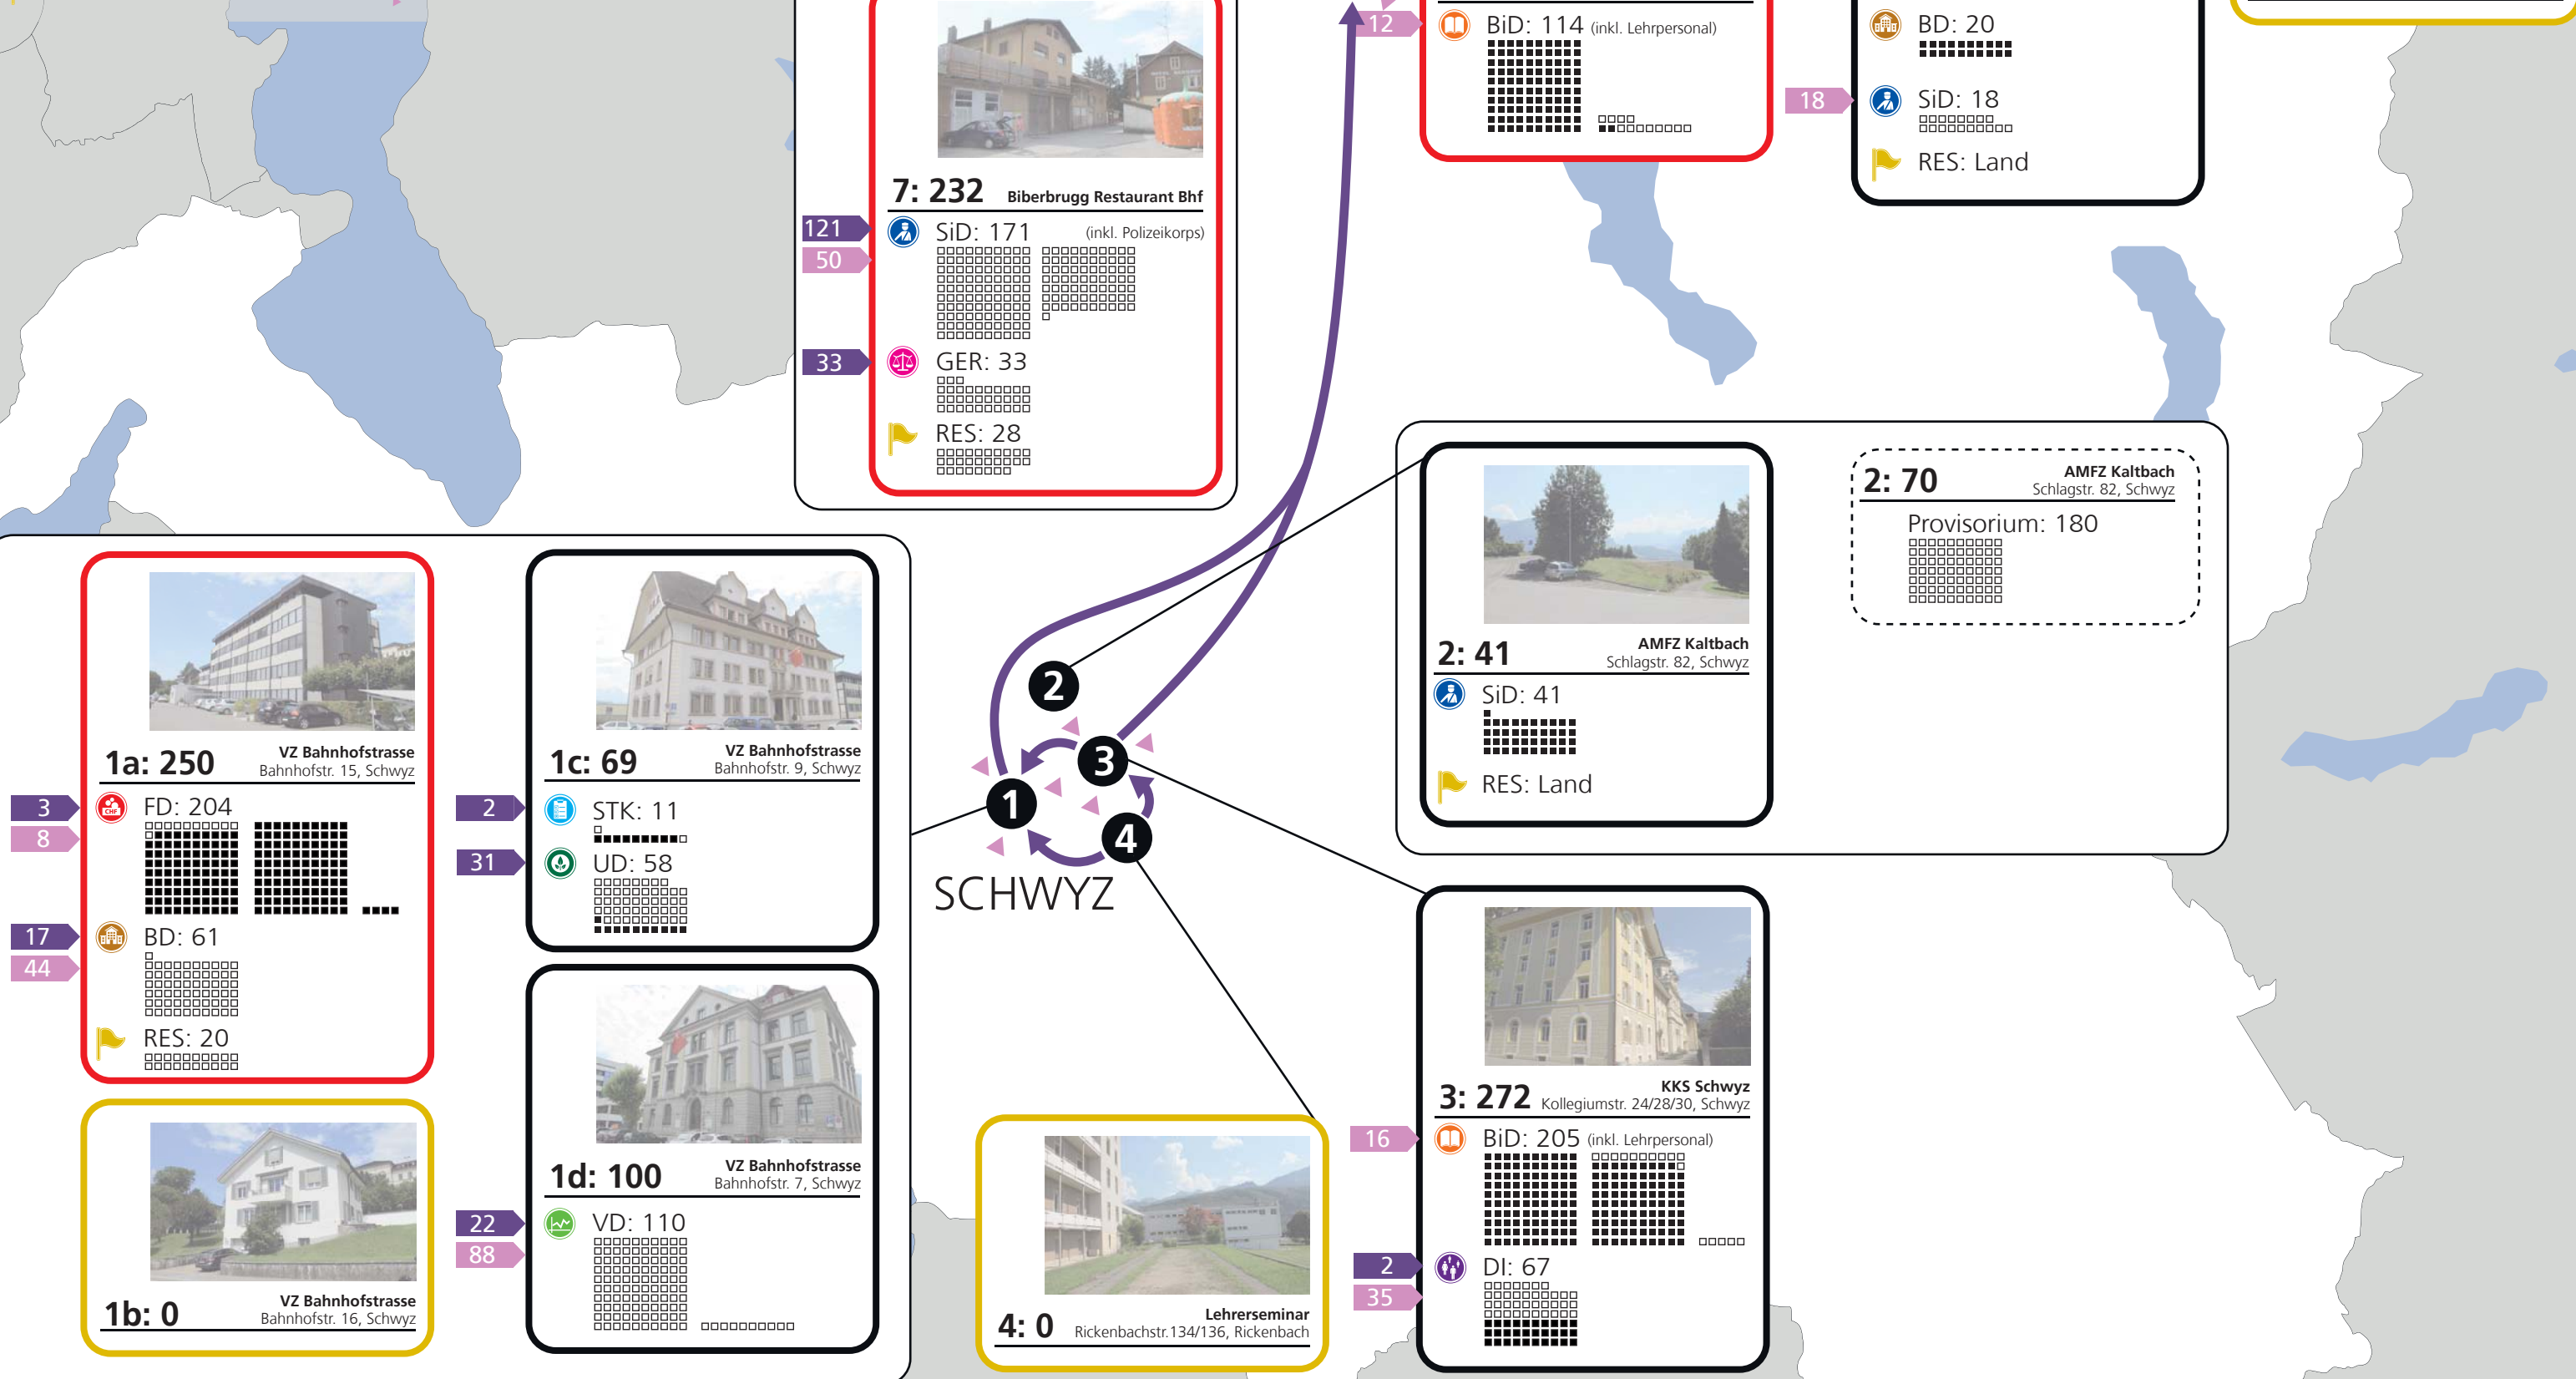 12
BiD: 114 (inkl. Lehrpersonal)
BD: 20
18
SiD: 18
RES: Land
7: 232 Biberbrugg Restaurant Bhf
121
50
SiD: 171 (inkl. Polizeikorps)
33
GER: 33
RES: 28
2: 41
AMFZ Kaltbach
Schlagstr. 82, Schwyz
SiD: 41
RES: Land
2: 70
AMFZ Kaltbach
Schlagstr. 82, Schwyz
Provisorium: 180
1a: 250
VZ Bahnhofstrasse
Bahnhofstr. 15, Schwyz
3
8
CHF
FD: 204
17
44
BD: 61
RES: 20
1c: 69
VZ Bahnhofstrasse
Bahnhofstr. 9, Schwyz
2
STK: 11
31
UD: 58
1b: 0
VZ Bahnhofstrasse
Bahnhofstr. 16, Schwyz
1d: 100
VZ Bahnhofstrasse
Bahnhofstr. 7, Schwyz
22
88
VD: 110
2
3
1
4
SCHWYZ
4: 0
Lehrerseminar
Rickenbachstr.134/136, Rickenbach
3: 272
KKS Schwyz
Kollegiumstr. 24/28/30, Schwyz
16
BiD: 205 (inkl. Lehrpersonal)
2
35
DI: 67